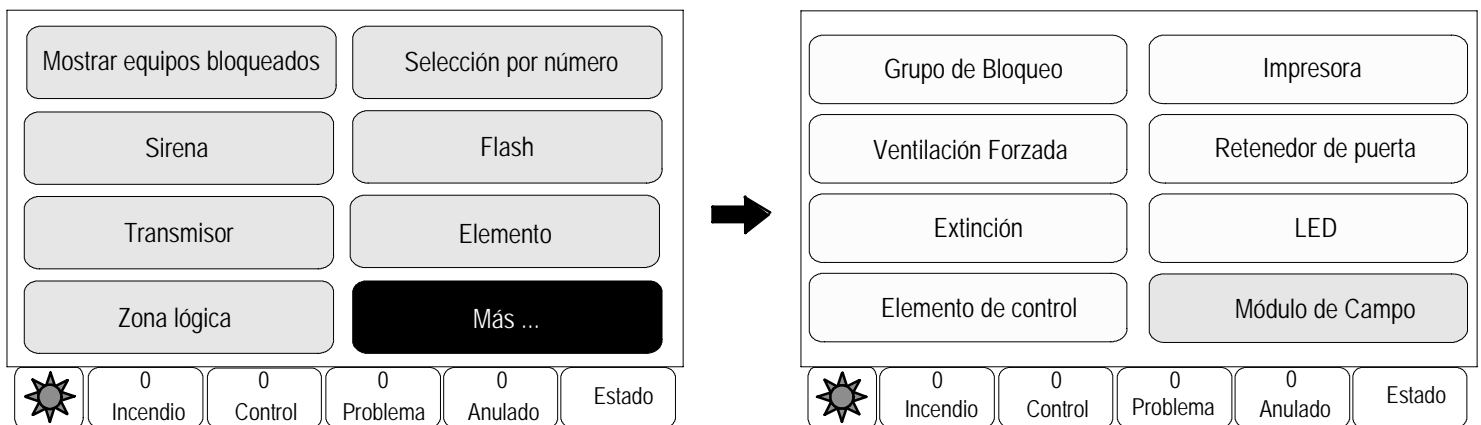 Mostrar equipos bloqueados
Selección por número
Sirena
Flash
Transmisor
Elemento
Zona lógica
Más ...
0
Incendio
0
Control
0
Problema
0
Anulado
Estado
Grupo de Bloqueo
Impresora
Ventilación Forzada
Retenedor de puerta
Extinción
LED
Elemento de control
Módulo de Campo
0
Incendio
0
Control
0
Problema
0
Anulado
Estado